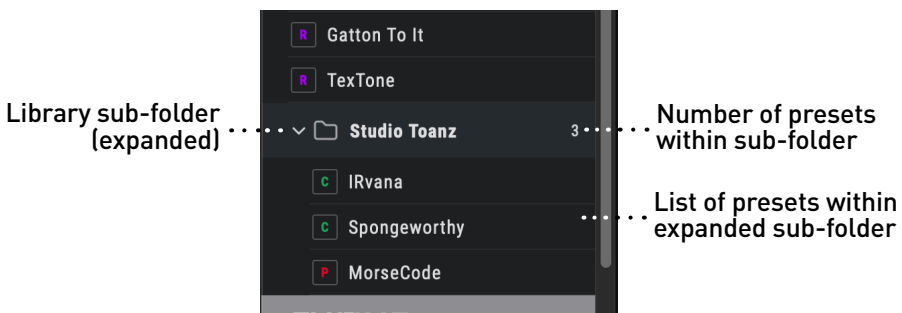 R Gatton To It
R TexTone
Library sub-folder
(expanded)
Studio Toanz 3
Number of presets
within sub-folder
C IRvana
C Spongeworthy
List of presets within
expanded sub-folder
P MorseCode